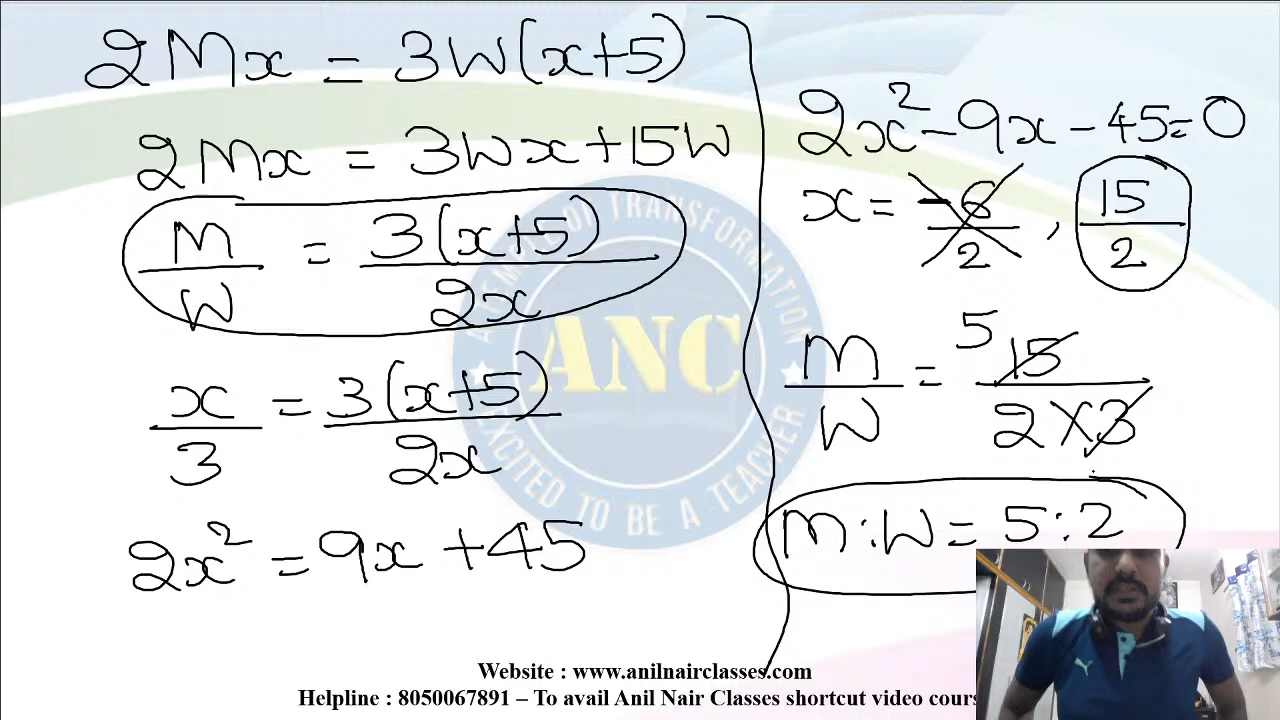 2Mx = 3W(x+5)
2Mx = 3Wx+15W
M/W = 3(x+5)/2x
x/3 = 3(x+5)/2x
2x² = 9x +45
2x² - 9x - 45 = 0
x = -6/2 , 15/2
M/W = 5 15/2×3
M:W = 5:2
TRANSFORMATION
ANC
EXCITED TO BE A TEACHER
Website : www.anilnairclasses.com
Helpline : 8050067891 – To avail Anil Nair Classes shortcut video cours